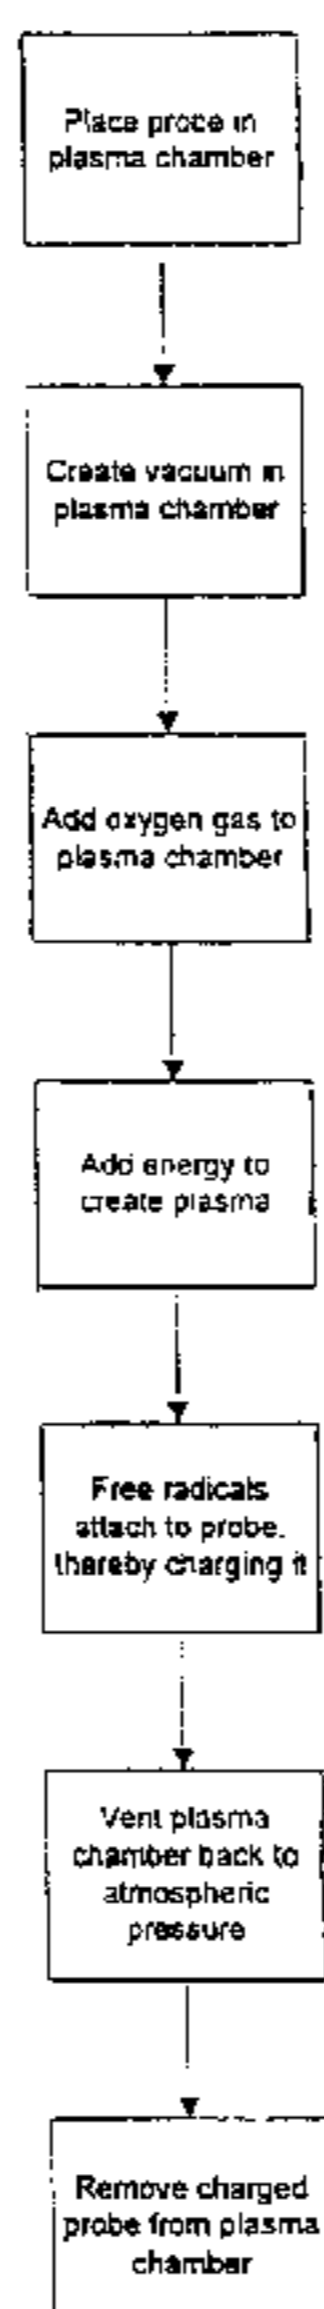 Place probe in
plasma chamber
Create vacuum in
plasma chamber
Add oxygen gas to
plasma chamber
Add energy to
create plasma
Free radicals
attach to probe,
thereby charging it
Vent plasma
chamber back to
atmospheric
pressure
Remove charged
probe from plasma
chamber